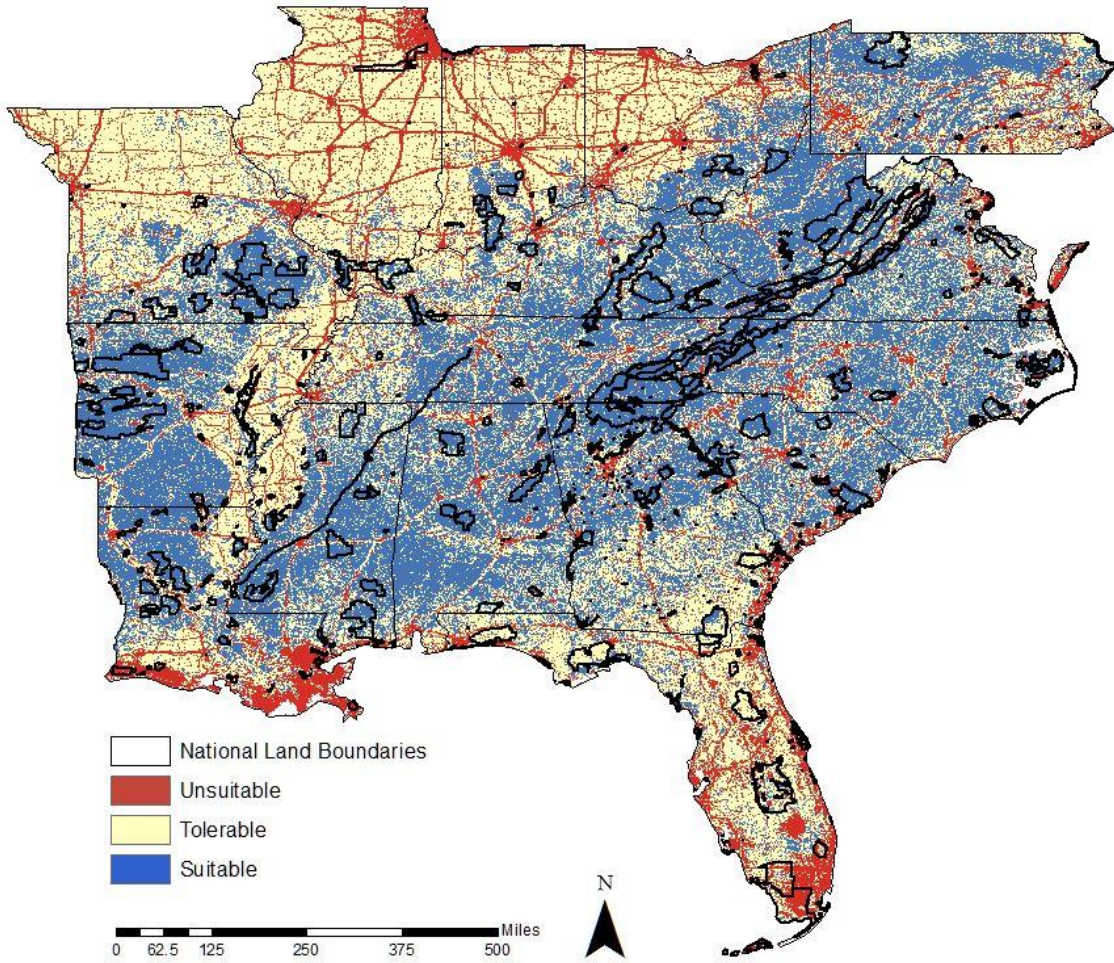 National Land Boundaries
Unsuitable
Tolerable
Suitable
N
Miles
0 62.5 125 250 375 500